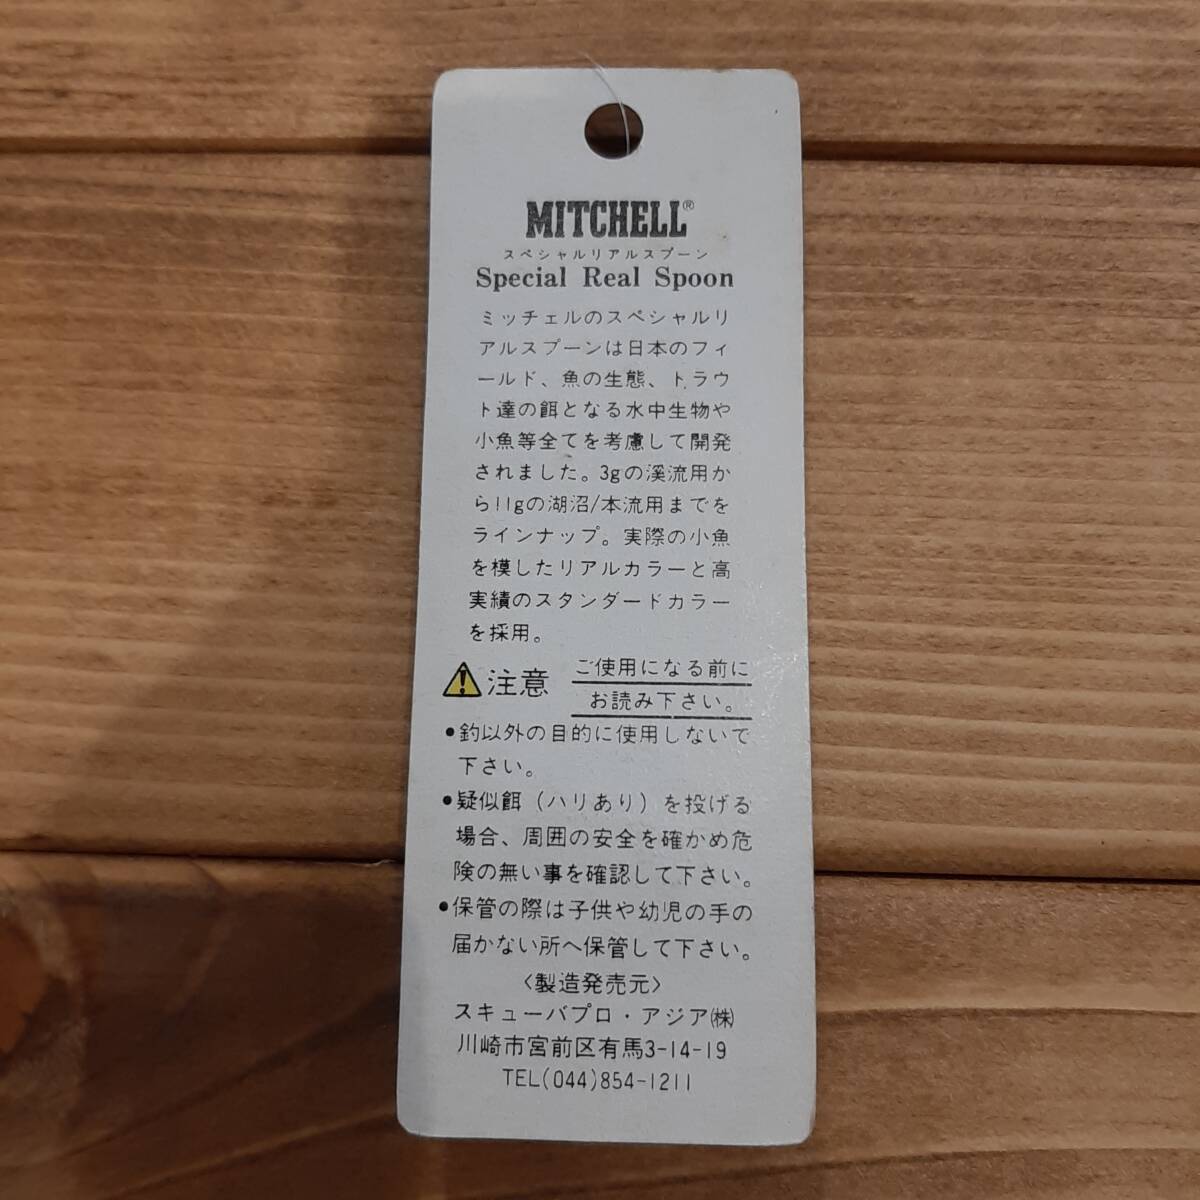 MITCHELL®
スペシャルリアルスプーン
Special Real Spoon
ミッチェルのスペシャルリ
アルスプーンは日本のフィ
ールド、魚の生態、トラウ
ト達の餌となる水中生物や
小魚等全てを考慮して開発
されました。3gの渓流用か
ら11gの湖沼/本流用までを
ラインナップ。実際の小魚
を模したリアルカラーと高
実績のスタンダードカラー
を採用。
注意 ご使用になる前に
お読み下さい。
•釣以外の目的に使用しないで
下さい。
•疑似餌（ハリあり）を投げる
場合、周囲の安全を確かめ危
険の無い事を確認して下さい。
•保管の際は子供や幼児の手の
届かない所へ保管して下さい。
〈製造発売元〉
スキューバプロ・アジア㈱
川崎市宮前区有馬3-14-19
TEL(044)854-1211